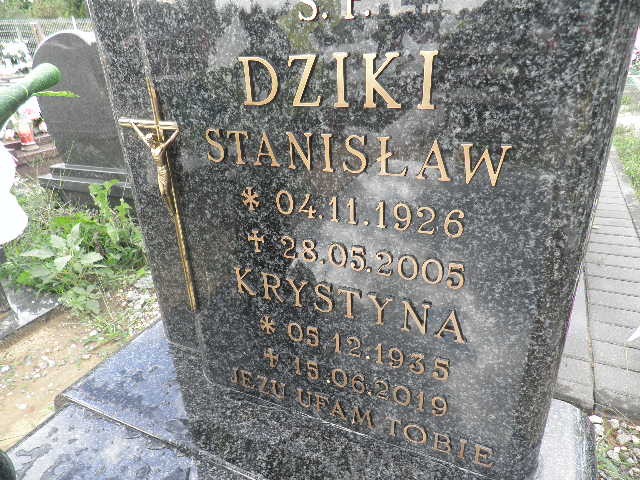 Ś. P.
DZIKI
STANISŁAW
* 04.11.1926
✝ 28.05.2005
KRYSTYNA
* 05.12.1935
✝ 15.06.2019
JEZU UFAM TOBIE